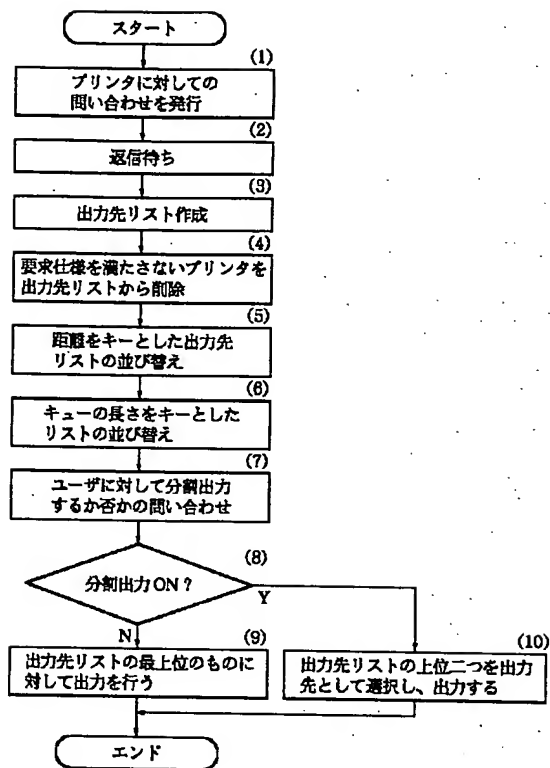 スタート
(1)
プリンタに対しての
問い合わせを発行
(2)
返信待ち
(3)
出力先リスト作成
(4)
要求仕様を満たさないプリンタを
出力先リストから削除
(5)
距離をキーとした出力先
リストの並び替え
(6)
キューの長さをキーとした
リストの並び替え
(7)
ユーザに対して分割出力
するか否かの問い合わせ
(8)
分割出力ON？
Y
N
(9)
出力先リストの最上位のものに
対して出力を行う
(10)
出力先リストの上位二つを出力
先として選択し、出力する
エンド